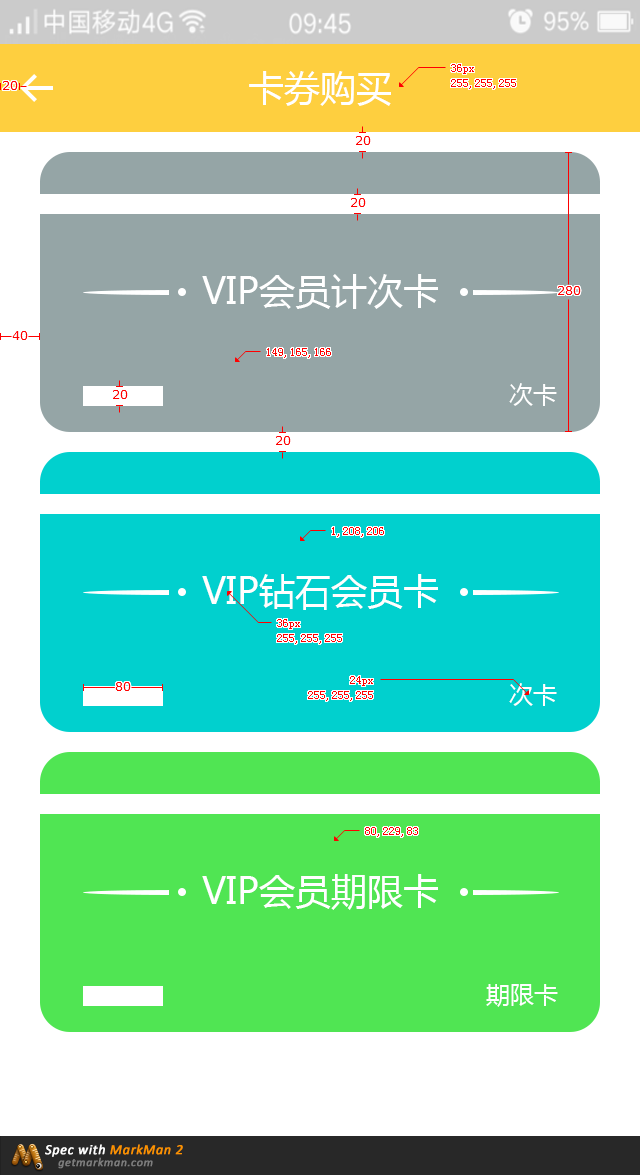 中国移动4G 09:45 95%
20 卡券购买 36px
255, 255, 255
20
20
280
VIP会员计次卡
40
149, 165, 166
20 次卡
20
1, 208, 206
VIP钻石会员卡
36px
255, 255, 255
80 24px
255, 255, 255 次卡
80, 229, 83
VIP会员期限卡
期限卡
Spec with MarkMan 2
getmarkman.com